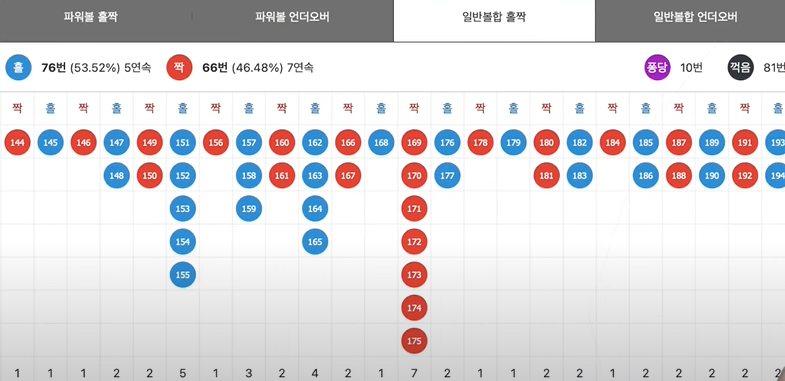 파워볼 홀짝 파워볼 언더오버 일반볼합 홀짝 일반볼합 언더오버
홀 76번 (53.52%) 5연속 짝 66번 (46.48%) 7연속 퐁당 10번 꺽음 81번
짝 홀 짝 홀 짝 홀 짝 홀 짝 홀 짝 홀 짝 홀 짝 홀 짝 홀 짝 홀 짝 홀 짝 홀
144 145 146 147 149 151 156 157 160 162 166 168 169 176 178 179 180 182 184 185 187 189 191 193
148 150 152 158 161 163 167 170 177 181 183 186 188 190 192 194
153 159 164 171
154 165 172
155 173
174
175
1 1 1 2 2 5 1 3 2 4 2 1 7 2 1 1 2 2 1 2 2 2 2 2